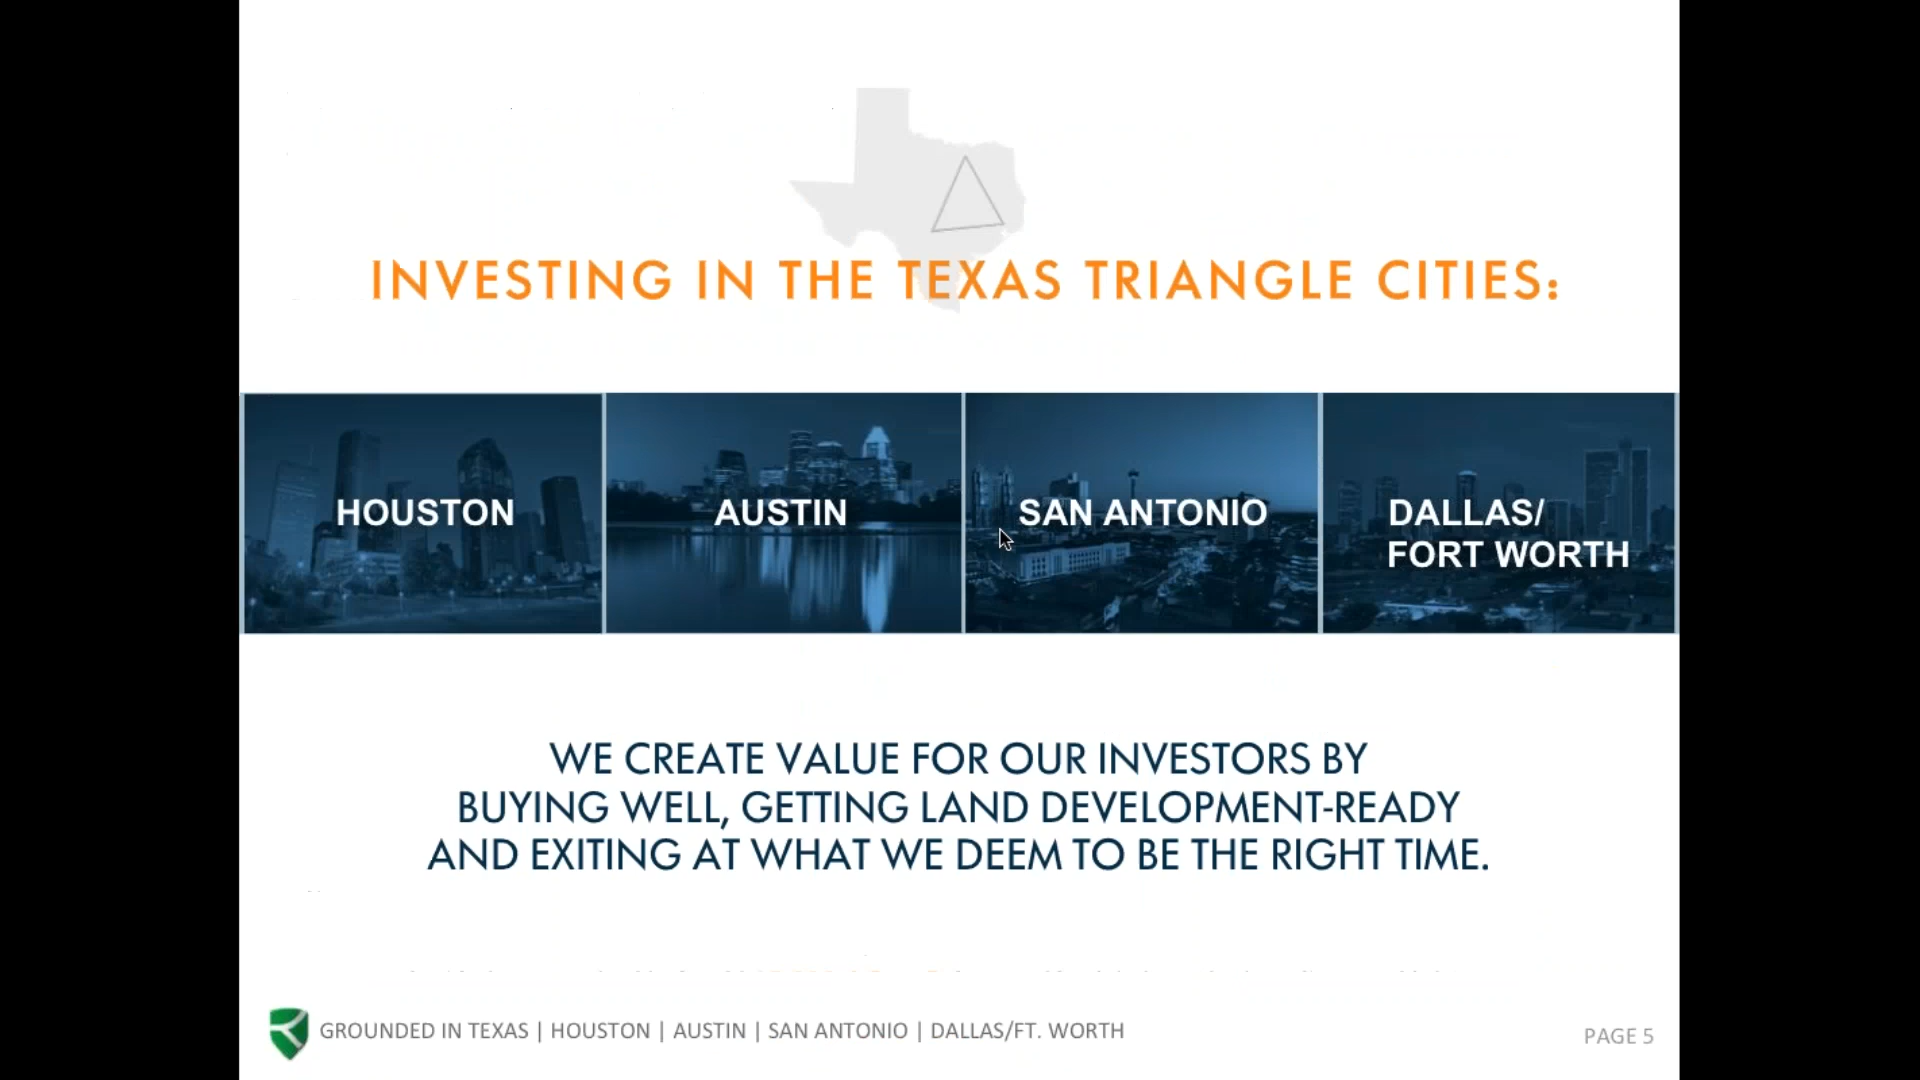 INVESTING IN THE TEXAS TRIANGLE CITIES:
HOUSTON
AUSTIN
SAN ANTONIO
DALLAS/
FORT WORTH
WE CREATE VALUE FOR OUR INVESTORS BY
BUYING WELL, GETTING LAND DEVELOPMENT-READY
AND EXITING AT WHAT WE DEEM TO BE THE RIGHT TIME.
GROUNDED IN TEXAS | HOUSTON | AUSTIN | SAN ANTONIO | DALLAS/FT. WORTH
PAGE 5